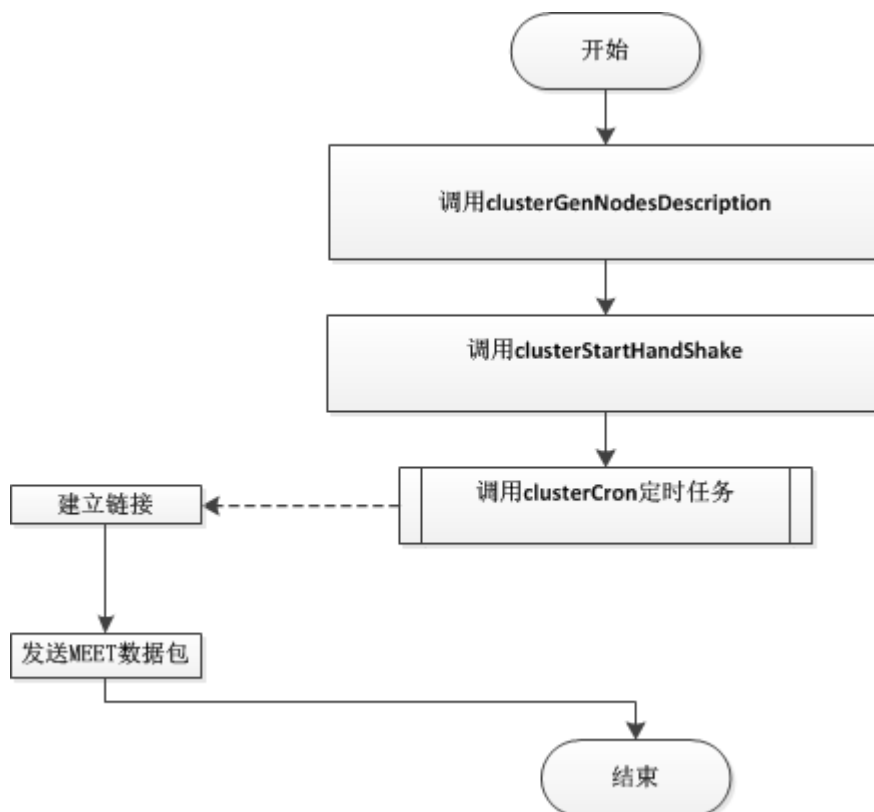 开始
调用clusterGenNodesDescription
调用clusterStartHandShake
调用clusterCron定时任务
建立链接
发送MEET数据包
结束